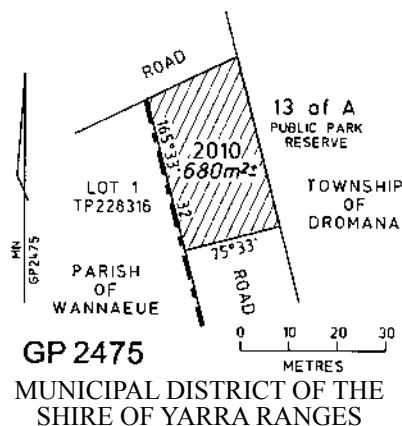 ROAD
13 of A
PUBLIC PARK
RESERVE
165°33'
32
2010
680m²±
LOT 1
TP228316
TOWNSHIP
OF
DROMANA
75°33'
MN
GP2475
PARISH
OF
WANNAEUE
ROAD
0 10 20 30
METRES
GP 2475
MUNICIPAL DISTRICT OF THE
SHIRE OF YARRA RANGES